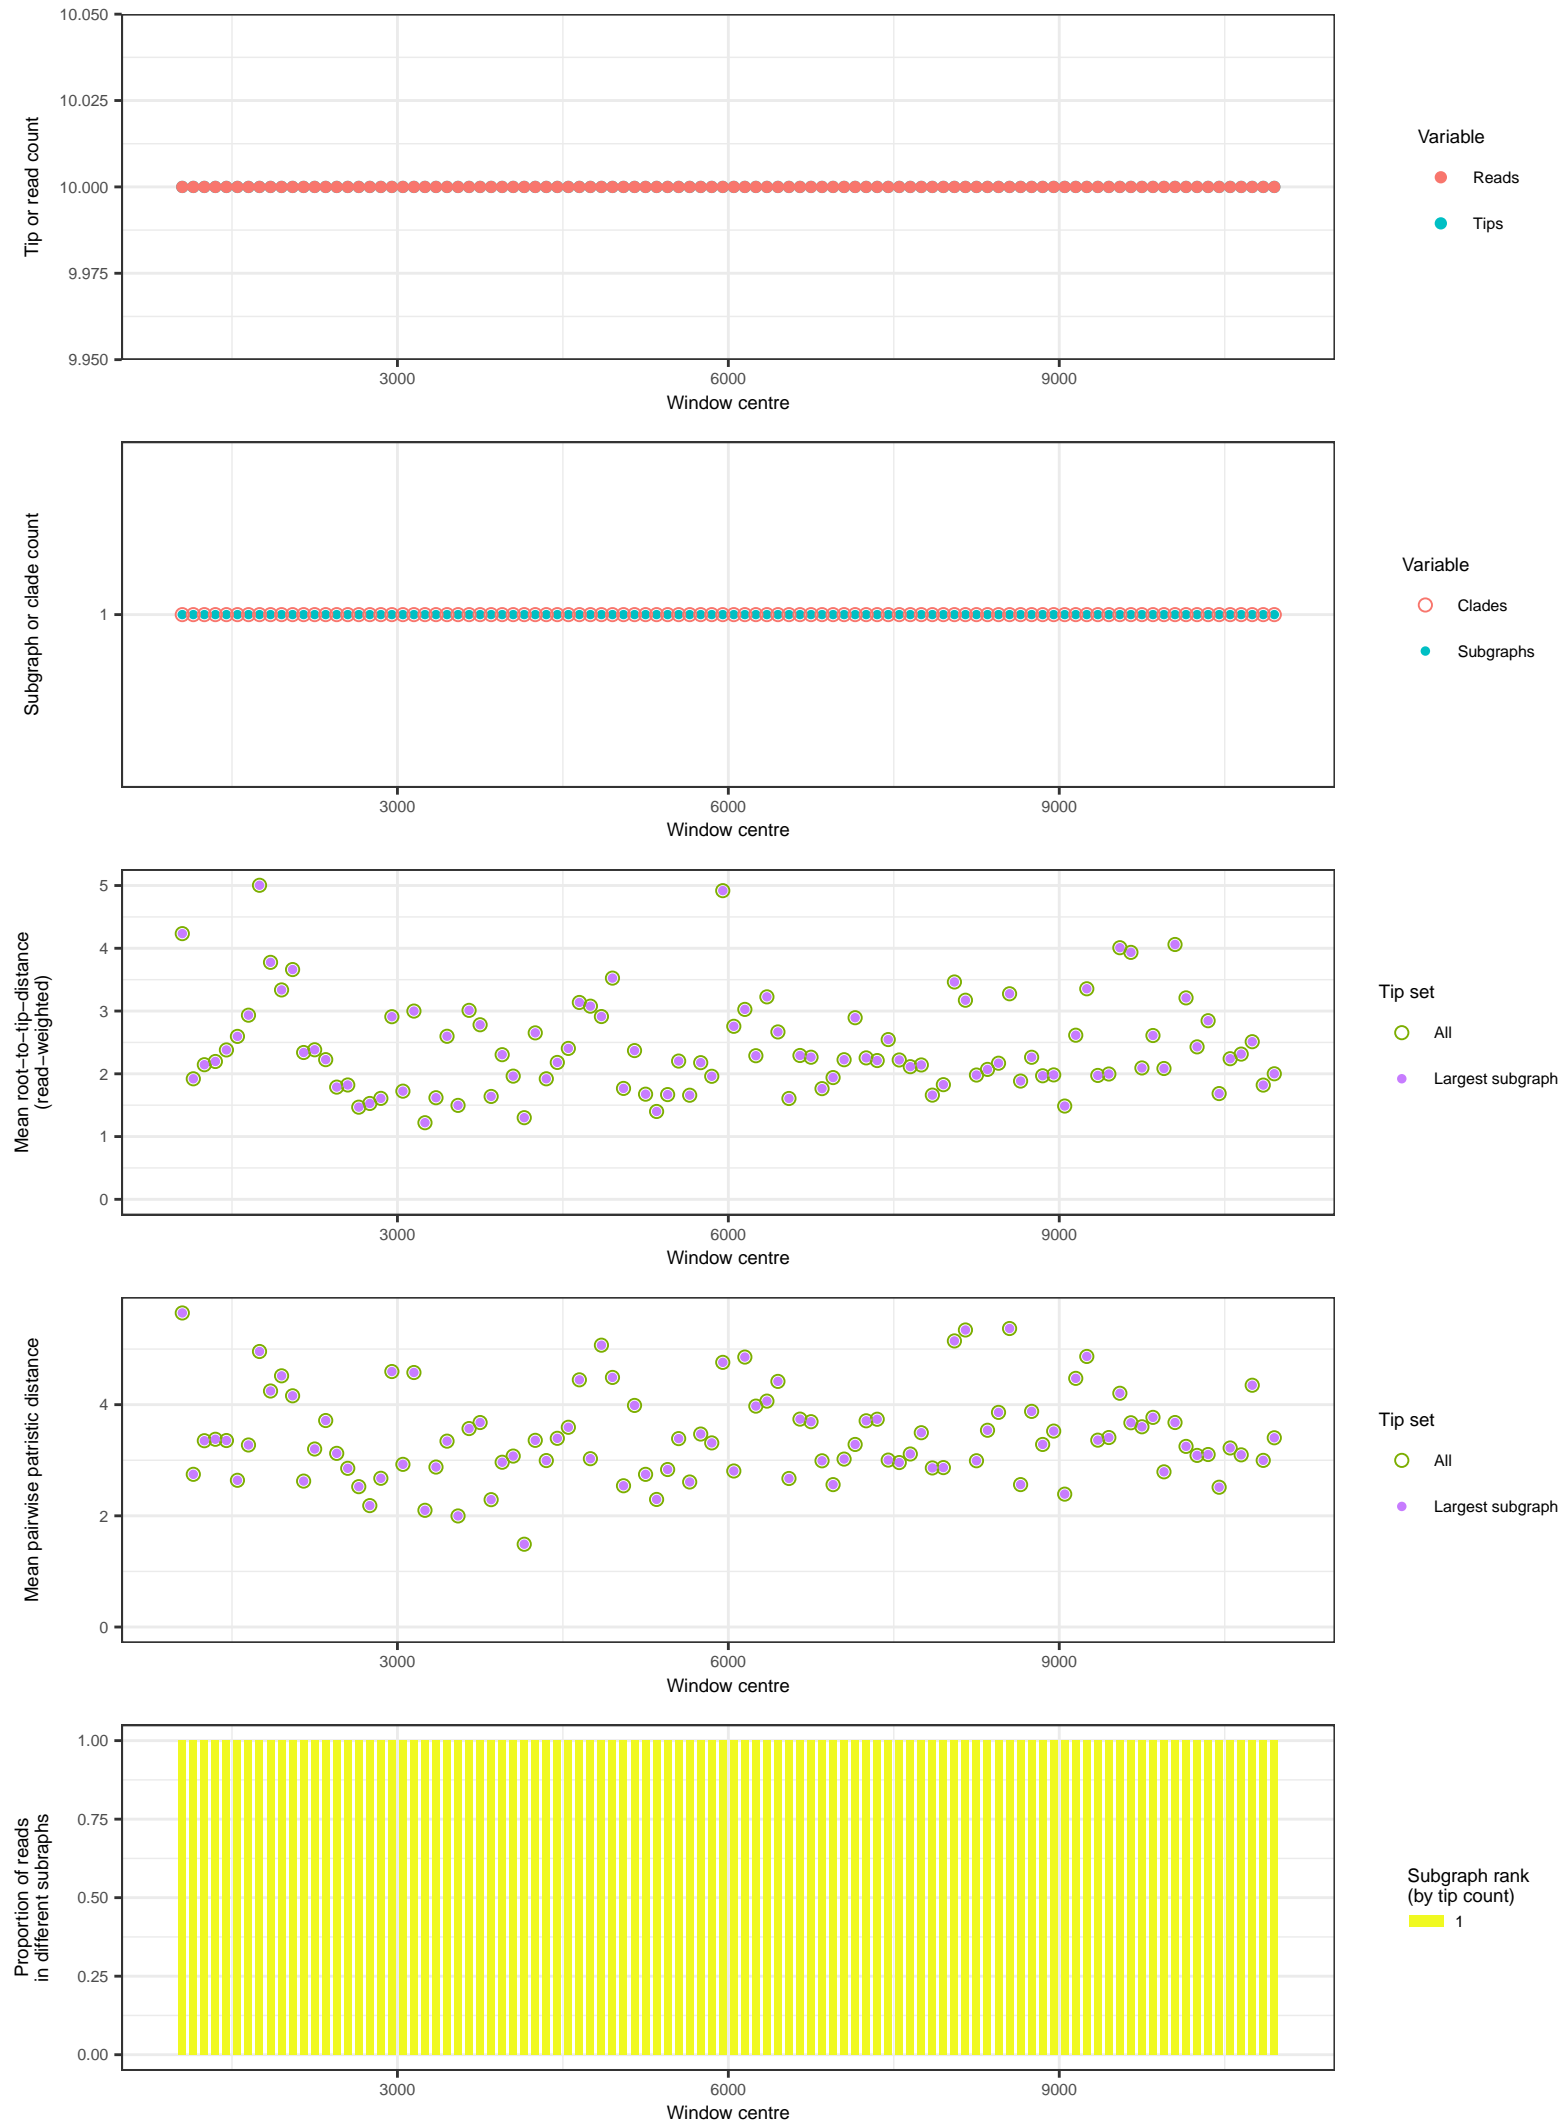 10.050
10.025
10.000
9.975
9.950
Tip or read count
3000
6000
9000
Window centre
Variable
Reads
Tips
1
Subgraph or clade count
3000
6000
9000
Window centre
Variable
Clades
Subgraphs
5
4
3
2
1
0
Mean root−to−tip−distance
(read−weighted)
3000
6000
9000
Window centre
Tip set
All
Largest subgraph
4
2
0
Mean pairwise patristic distance
3000
6000
9000
Window centre
Tip set
All
Largest subgraph
1.00
0.75
0.50
0.25
0.00
Proportion of reads
in different subraphs
3000
6000
9000
Window centre
Subgraph rank
(by tip count)
1